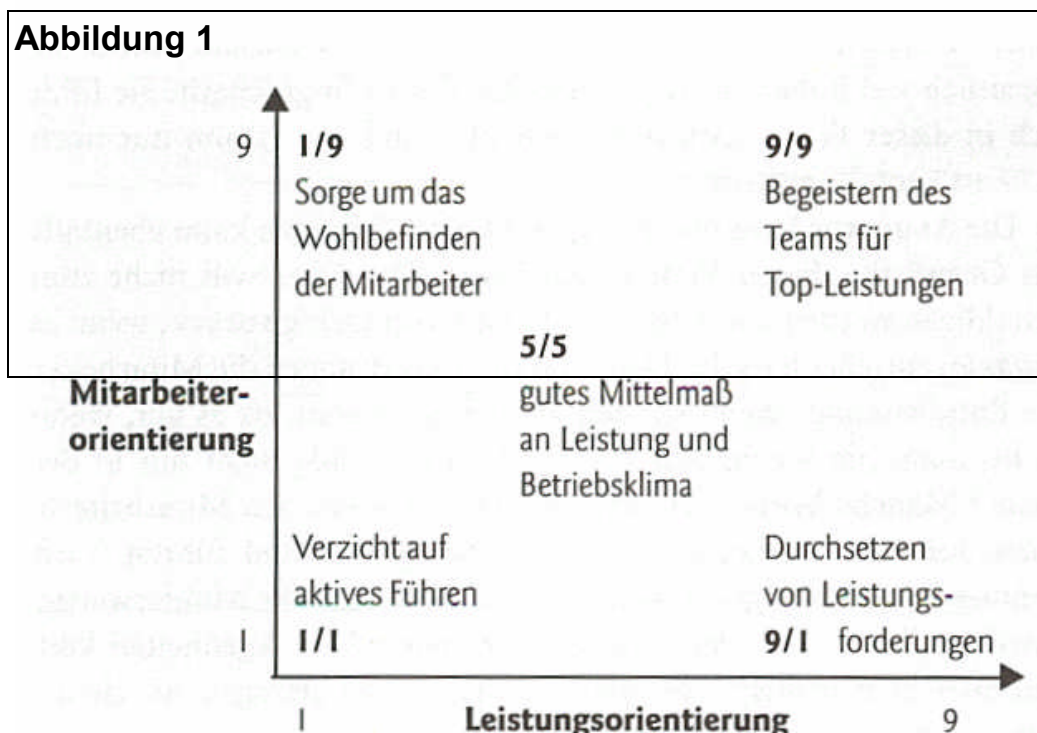 Abbildung 1
9
1/9
9/9
Sorge um das
Wohlbefinden
der Mitarbeiter
Begeistern des
Teams für
Top-Leistungen
5/5
gutes Mittelmaß
an Leistung und
Betriebsklima
Mitarbeiter-
orientierung
Verzicht auf
aktives Führen
1 1/1
Durchsetzen
von Leistungs-
9/1 forderungen
1 Leistungsorientierung 9